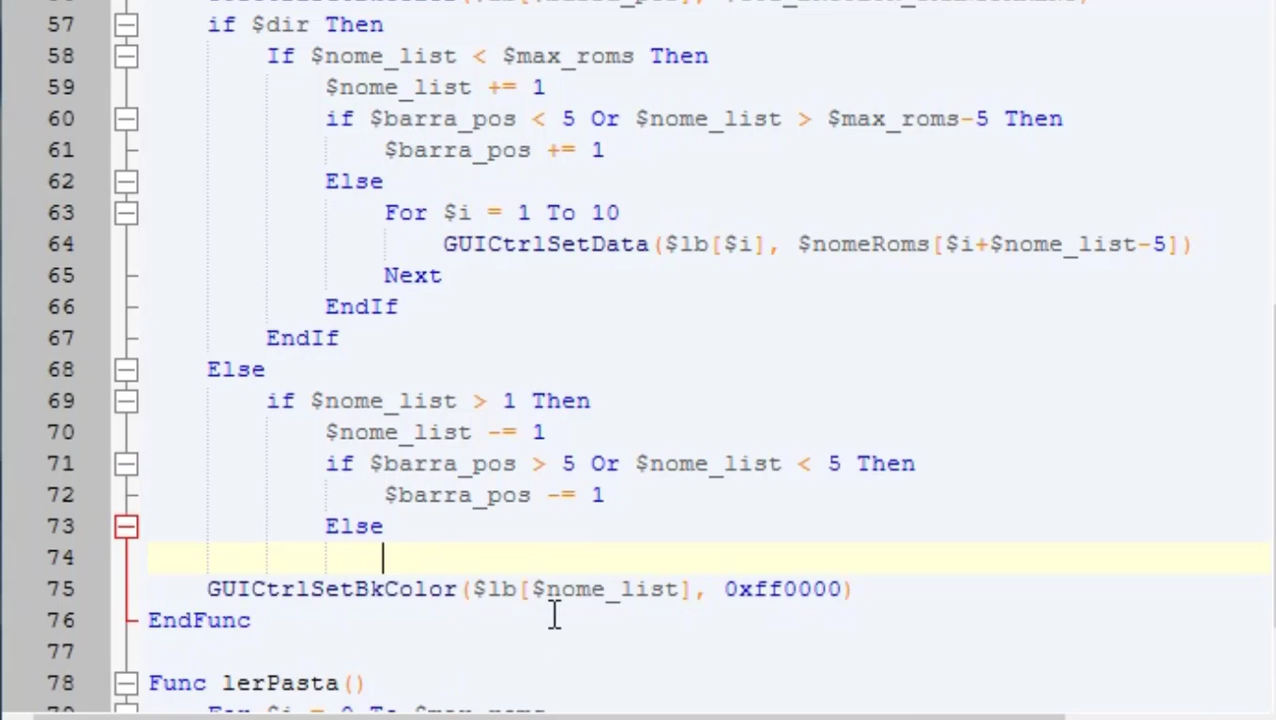 57 if $dir Then
58 If $nome_list < $max_roms Then
59 $nome_list += 1
60 if $barra_pos < 5 Or $nome_list > $max_roms-5 Then
61 $barra_pos += 1
62 Else
63 For $i = 1 To 10
64 GUICtrlSetData($lb[$i], $nomeRoms[$i+$nome_list-5])
65 Next
66 EndIf
67 EndIf
68 Else
69 if $nome_list > 1 Then
70 $nome_list -= 1
71 if $barra_pos > 5 Or $nome_list < 5 Then
72 $barra_pos -= 1
73 Else
74
75 GUICtrlSetBkColor($lb[$nome_list], 0xff0000)
76 EndFunc
77
78 Func lerPasta()